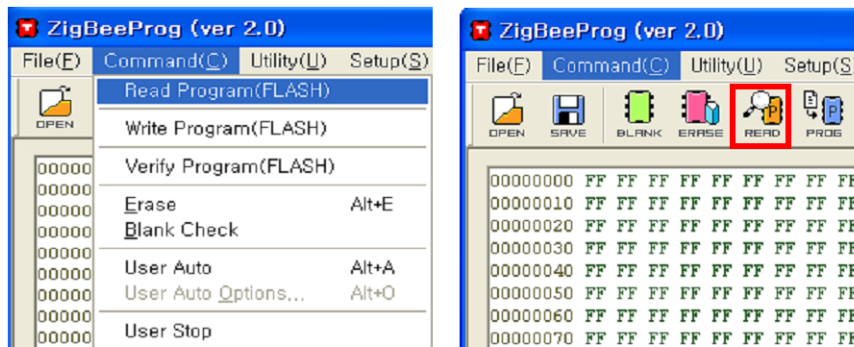 ZigBeeProg (ver 2.0)
File(F) Command(C) Utility(U) Setup(S)
OPEN
Read Program(FLASH)
Write Program(FLASH)
Verify Program(FLASH)
Erase Alt+E
Blank Check
User Auto Alt+A
User Auto Options... Alt+O
User Stop
00000
00000
00000
00000
00000
00000
00000
00000
00000
ZigBeeProg (ver 2.0)
File(F) Command(C) Utility(U) Setup(S
OPEN SAVE BLANK ERASE READ PROG
00000000 FF FF FF FF FF FF FF FF FF
00000010 FF FF FF FF FF FF FF FF FF
00000020 FF FF FF FF FF FF FF FF FF
00000030 FF FF FF FF FF FF FF FF FF
00000040 FF FF FF FF FF FF FF FF FF
00000050 FF FF FF FF FF FF FF FF FF
00000060 FF FF FF FF FF FF FF FF FF
00000070 FF FF FF FF FF FF FF FF FF